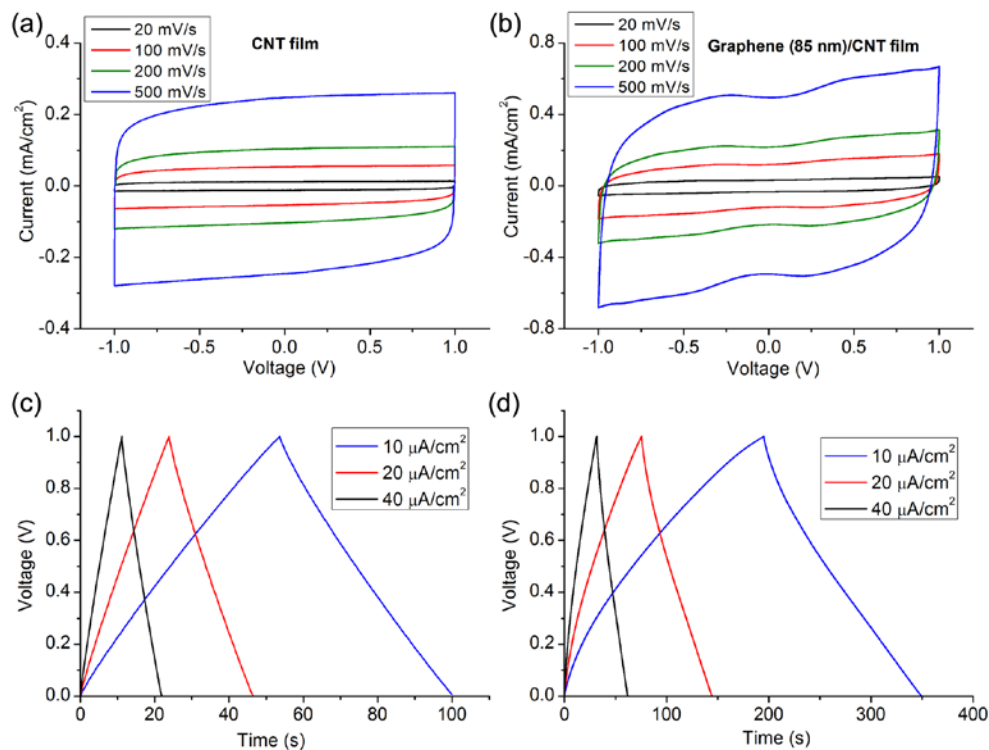 (a)
20 mV/s
100 mV/s
200 mV/s
500 mV/s
CNT film
0.4
0.2
0.0
-0.2
-0.4
Current (mA/cm²)
-1.0 -0.5 0.0 0.5 1.0
Voltage (V)
(b)
20 mV/s
100 mV/s
200 mV/s
500 mV/s
Graphene (85 nm)/CNT film
0.8
0.4
0.0
-0.4
-0.8
Current (mA/cm²)
-1.0 -0.5 0.0 0.5 1.0
Voltage (V)
(c)
10 μA/cm²
20 μA/cm²
40 μA/cm²
1.0
0.8
0.6
0.4
0.2
0.0
Voltage (V)
0 20 40 60 80 100
Time (s)
(d)
10 μA/cm²
20 μA/cm²
40 μA/cm²
1.0
0.8
0.6
0.4
0.2
0.0
Voltage (V)
0 100 200 300 400
Time (s)